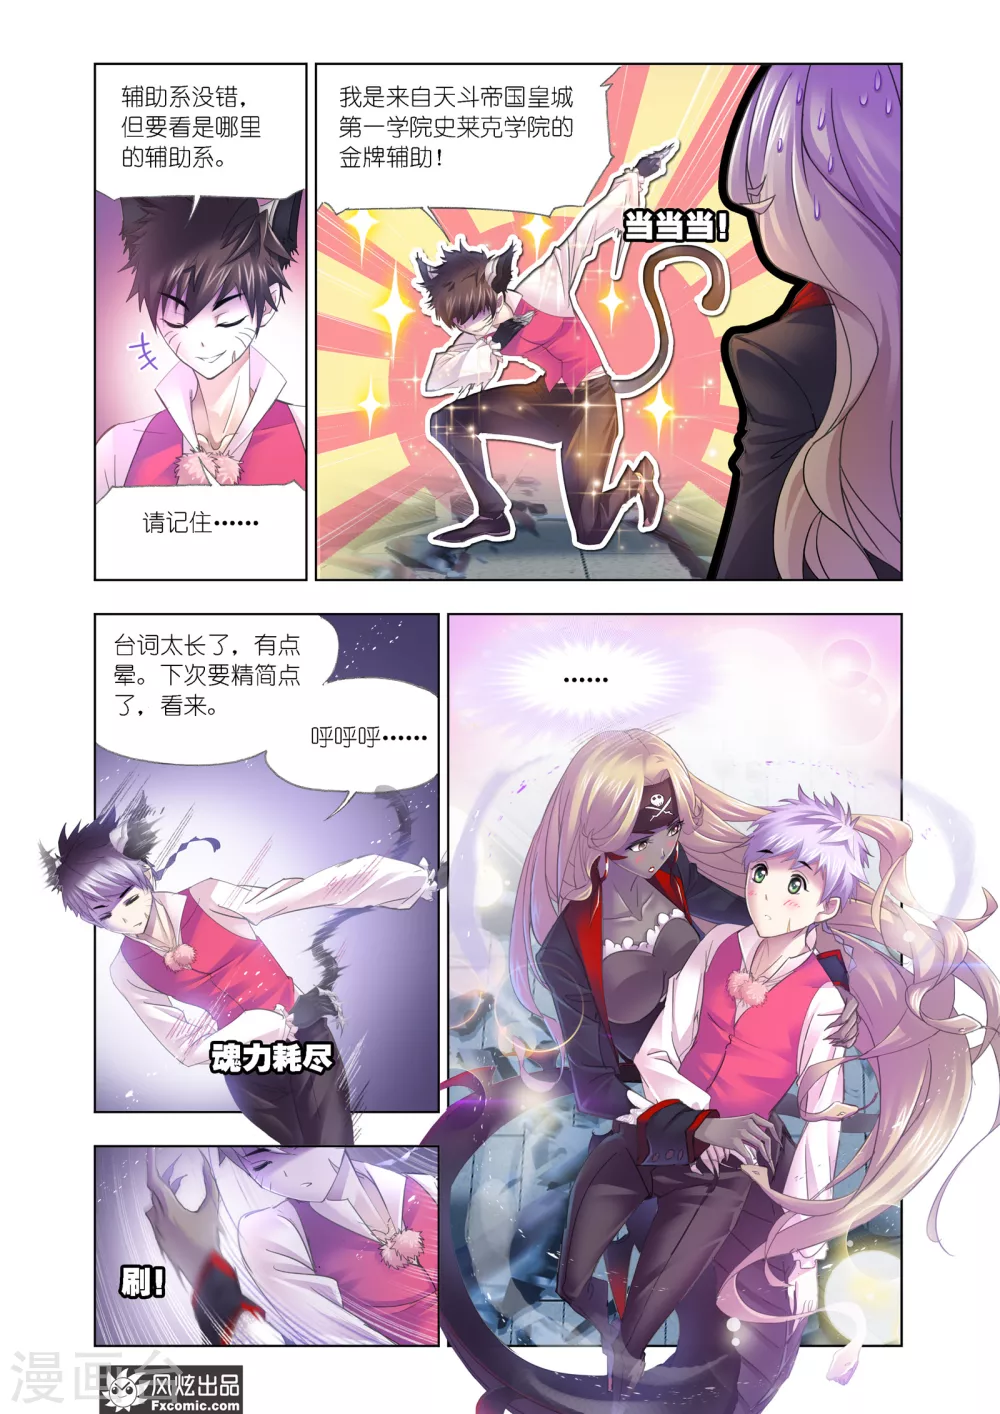 辅助系没错，
但要看是哪里
的辅助系。
请记住……
我是来自天斗帝国皇城
第一学院史莱克学院的
金牌辅助！
当当当！
台词太长了，有点
晕。下次要精简点
了，看来。
呼呼呼……
魂力耗尽
……
刷！
漫画台
风炫出品
Fxcomic.com